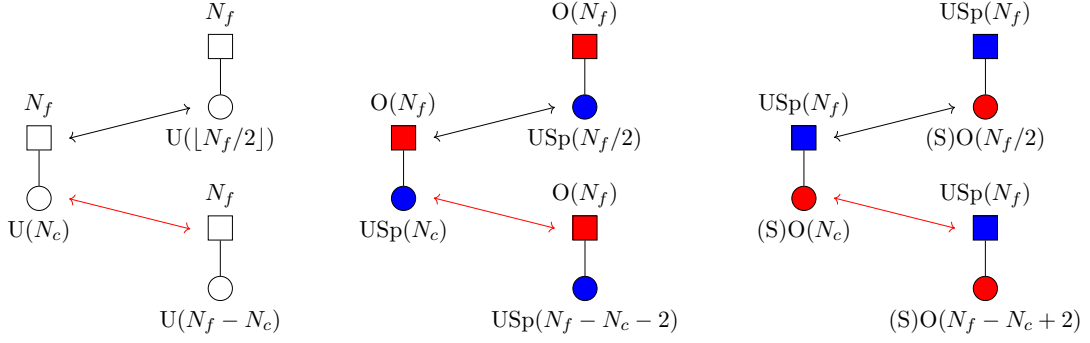 N_f
N_f
U(⌊N_f/2⌋)
U(N_c)
N_f
U(N_f − N_c)
O(N_f)
O(N_f)
USp(N_f/2)
USp(N_c)
O(N_f)
USp(N_f − N_c − 2)
USp(N_f)
USp(N_f)
(S)O(N_f/2)
(S)O(N_c)
USp(N_f)
(S)O(N_f − N_c + 2)